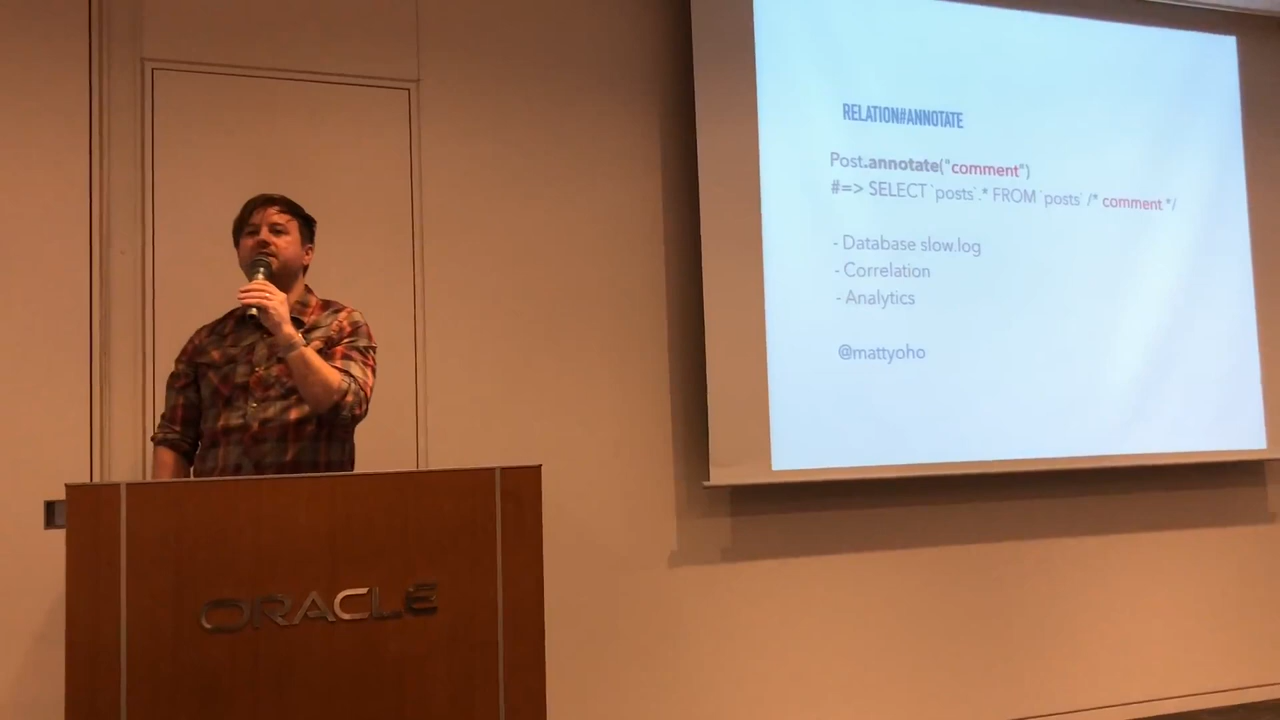 RELATION#ANNOTATE
Post.annotate("comment")
#=> SELECT `posts`.* FROM `posts` /* comment */
- Database slow.log
- Correlation
- Analytics
@mattyoho
ORACLE